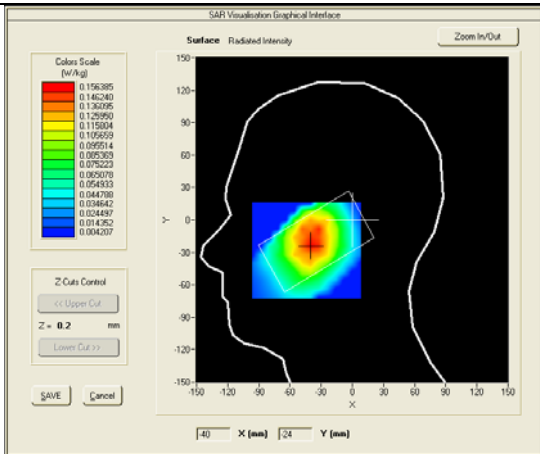 SAR Visualisation Graphical Interface
Surface Radiated Intensity
Zoom In/Out
Colors Scale
(W/kg)
0.156385
0.146240
0.136095
0.125950
0.115804
0.105659
0.095514
0.085369
0.075223
0.065078
0.054933
0.044788
0.034642
0.024497
0.014352
0.004207
150
120
90
60
30
0
-30
-60
-90
-120
-150
Y
-150 -120 -90 -60 -30 0 30 60 90 120 150
X
Z Cuts Control
<< Upper Cut
Z = 0.2 mm
Lower Cut >>
SAVE Cancel
-40 X (mm) -24 Y (mm)